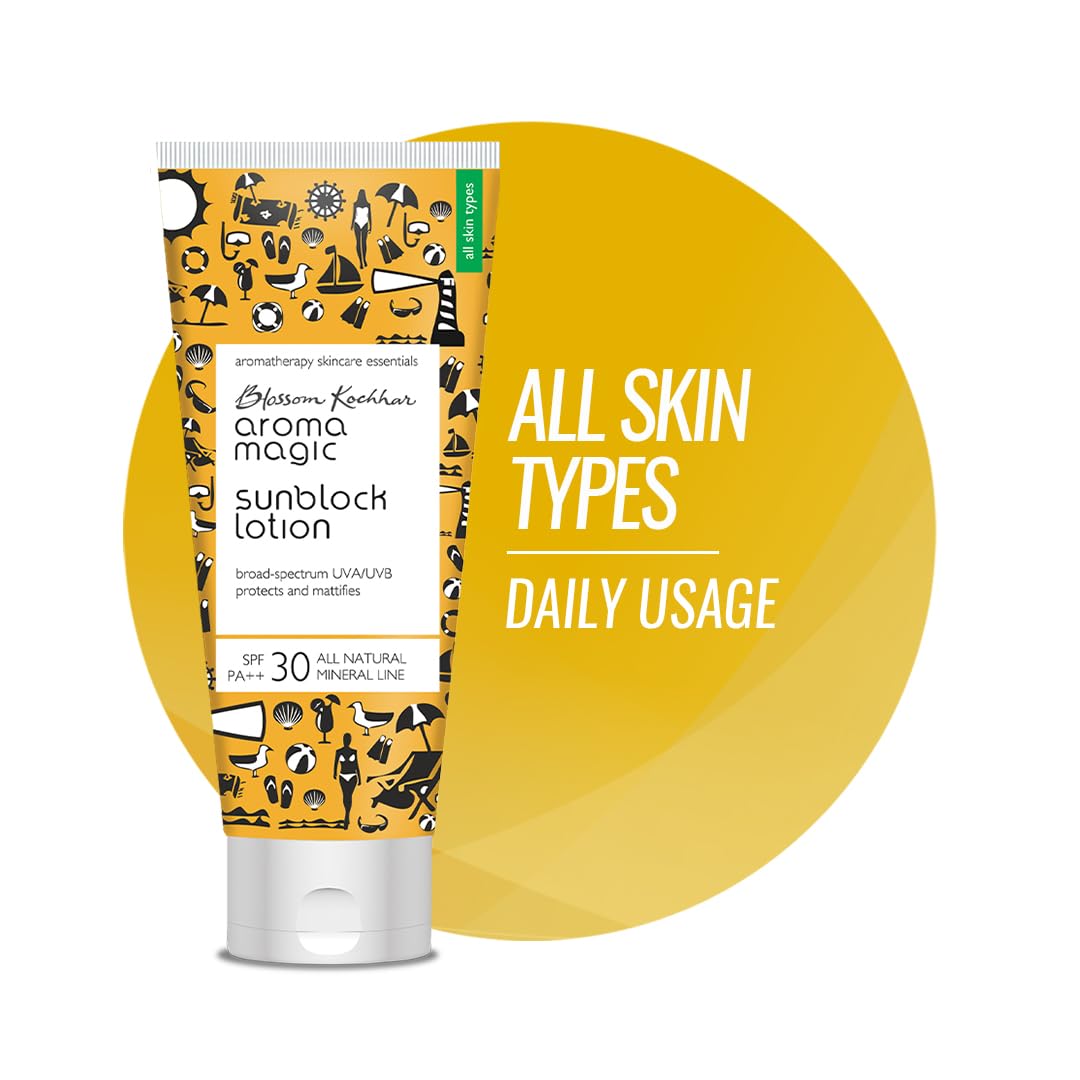 all skin types
aromatherapy skincare essentials
Blossom Kochhar
aroma
magic
sunblock
lotion
broad-spectrum UVA/UVB
protects and mattifies
SPF 30 ALL NATURAL
PA++ MINERAL LINE
ALL SKIN
TYPES
DAILY USAGE